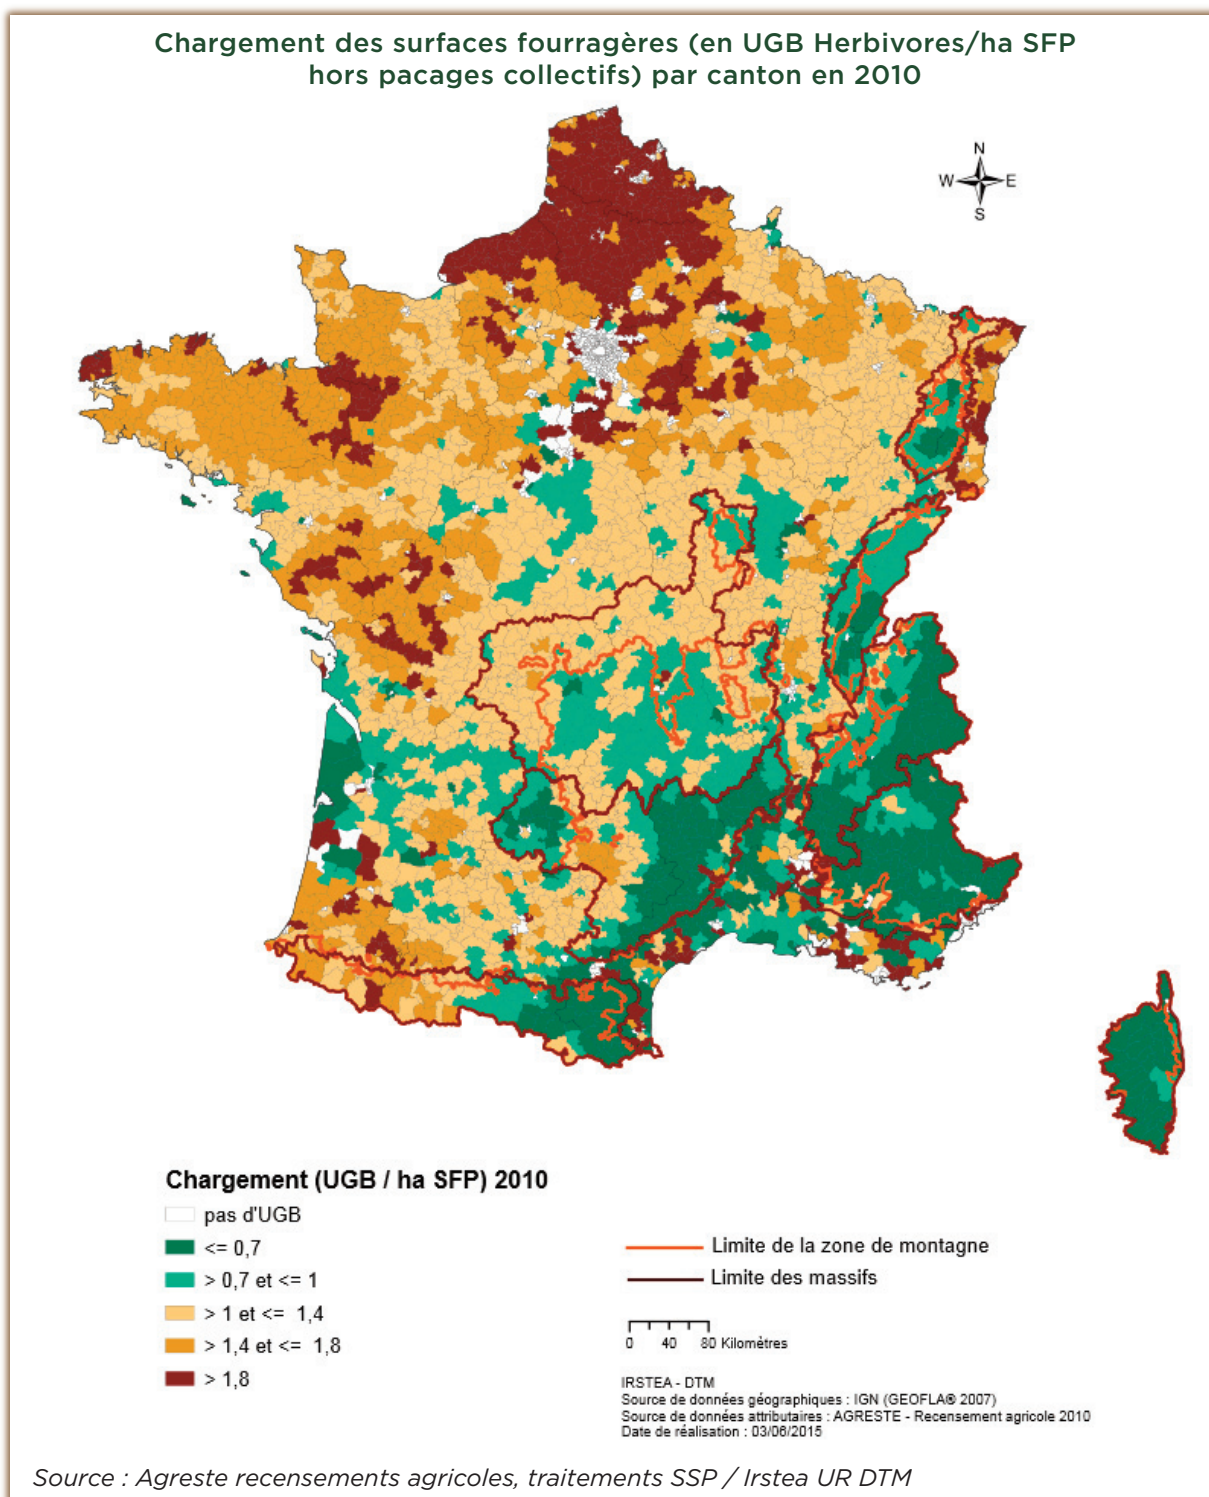 Chargement des surfaces fourragères (en UGB Herbivores/ha SFP
hors pacages collectifs) par canton en 2010
N
W E
S
Chargement (UGB / ha SFP) 2010
pas d'UGB
<= 0,7
> 0,7 et <= 1
> 1 et <= 1,4
> 1,4 et <= 1,8
> 1,8
Limite de la zone de montagne
Limite des massifs
0 40 80 Kilomètres
IRSTEA - DTM
Source de données géographiques : IGN (GEOFLA® 2007)
Source de données attributaires : AGRESTE - Recensement agricole 2010
Date de réalisation : 03/06/2015
Source : Agreste recensements agricoles, traitements SSP / Irstea UR DTM